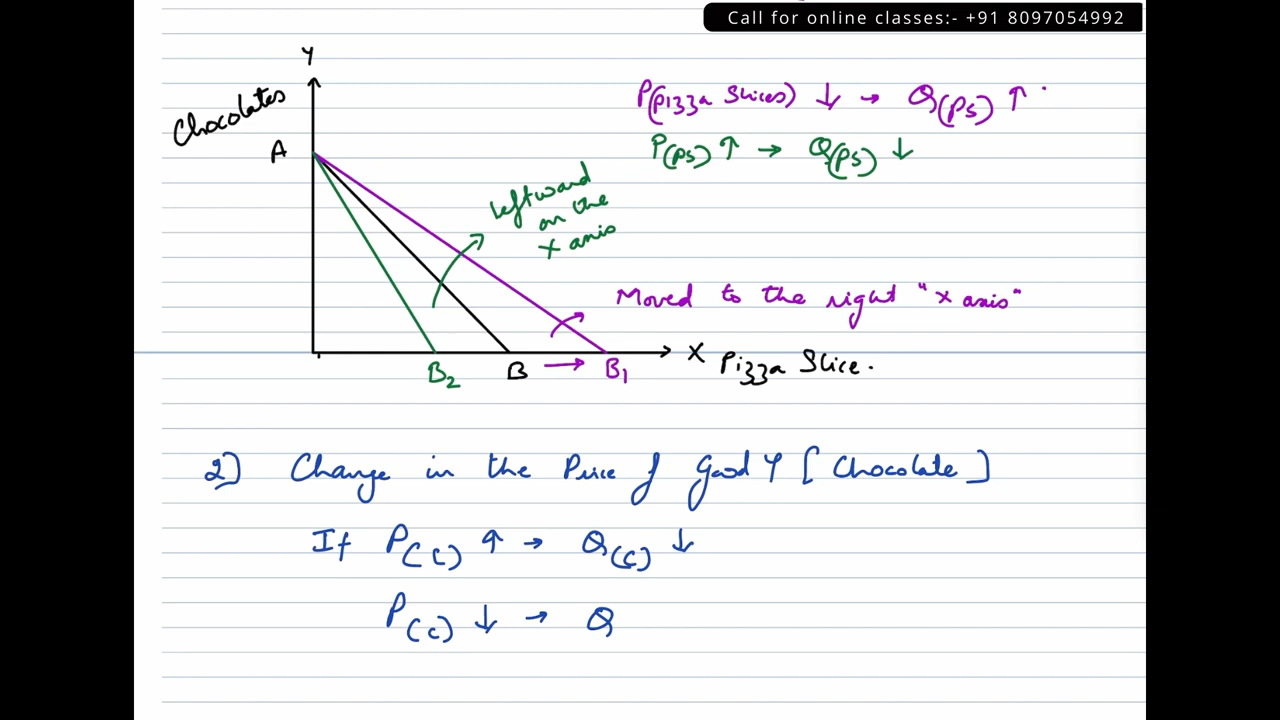 Call for online classes:- +91 8097054992
Y
Chocolates
A
P(Pizza Slices) ↓ → Q(PS) ↑
P(PS) ↑ → Q(PS) ↓
leftward
on the
X axis
Moved to the right "X axis"
B2 B → B1 X Pizza Slice.
2) Change in the Price of Good Y [Chocolate]
If P(C) ↑ → Q(C) ↓
P(C) ↓ → Q